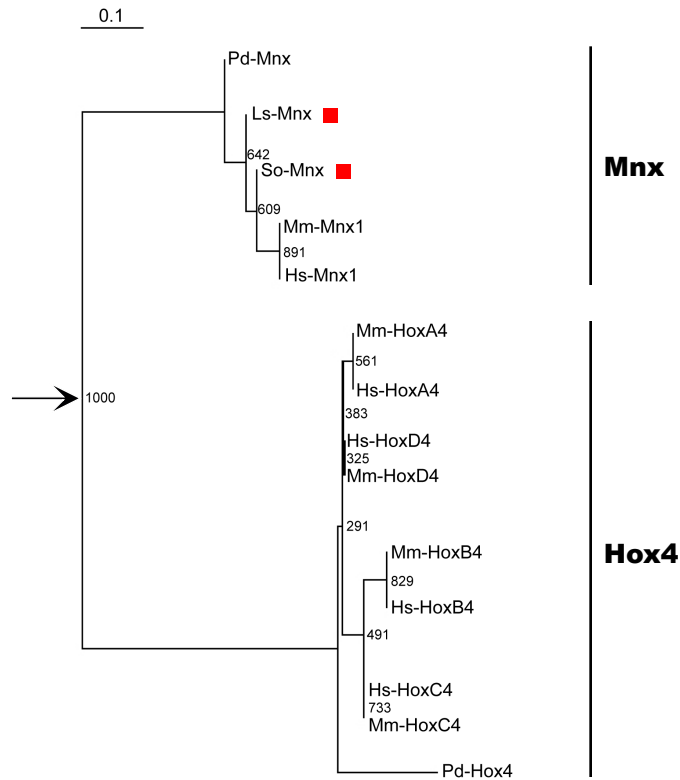 0.1
Pd-Mnx
Ls-Mnx
642
Mnx
So-Mnx
609
Mm-Mnx1
891
Hs-Mnx1
Mm-HoxA4
561
Hs-HoxA4
1000
383
Hs-HoxD4
325
Mm-HoxD4
291
Mm-HoxB4
Hox4
829
Hs-HoxB4
491
Hs-HoxC4
733
Mm-HoxC4
Pd-Hox4